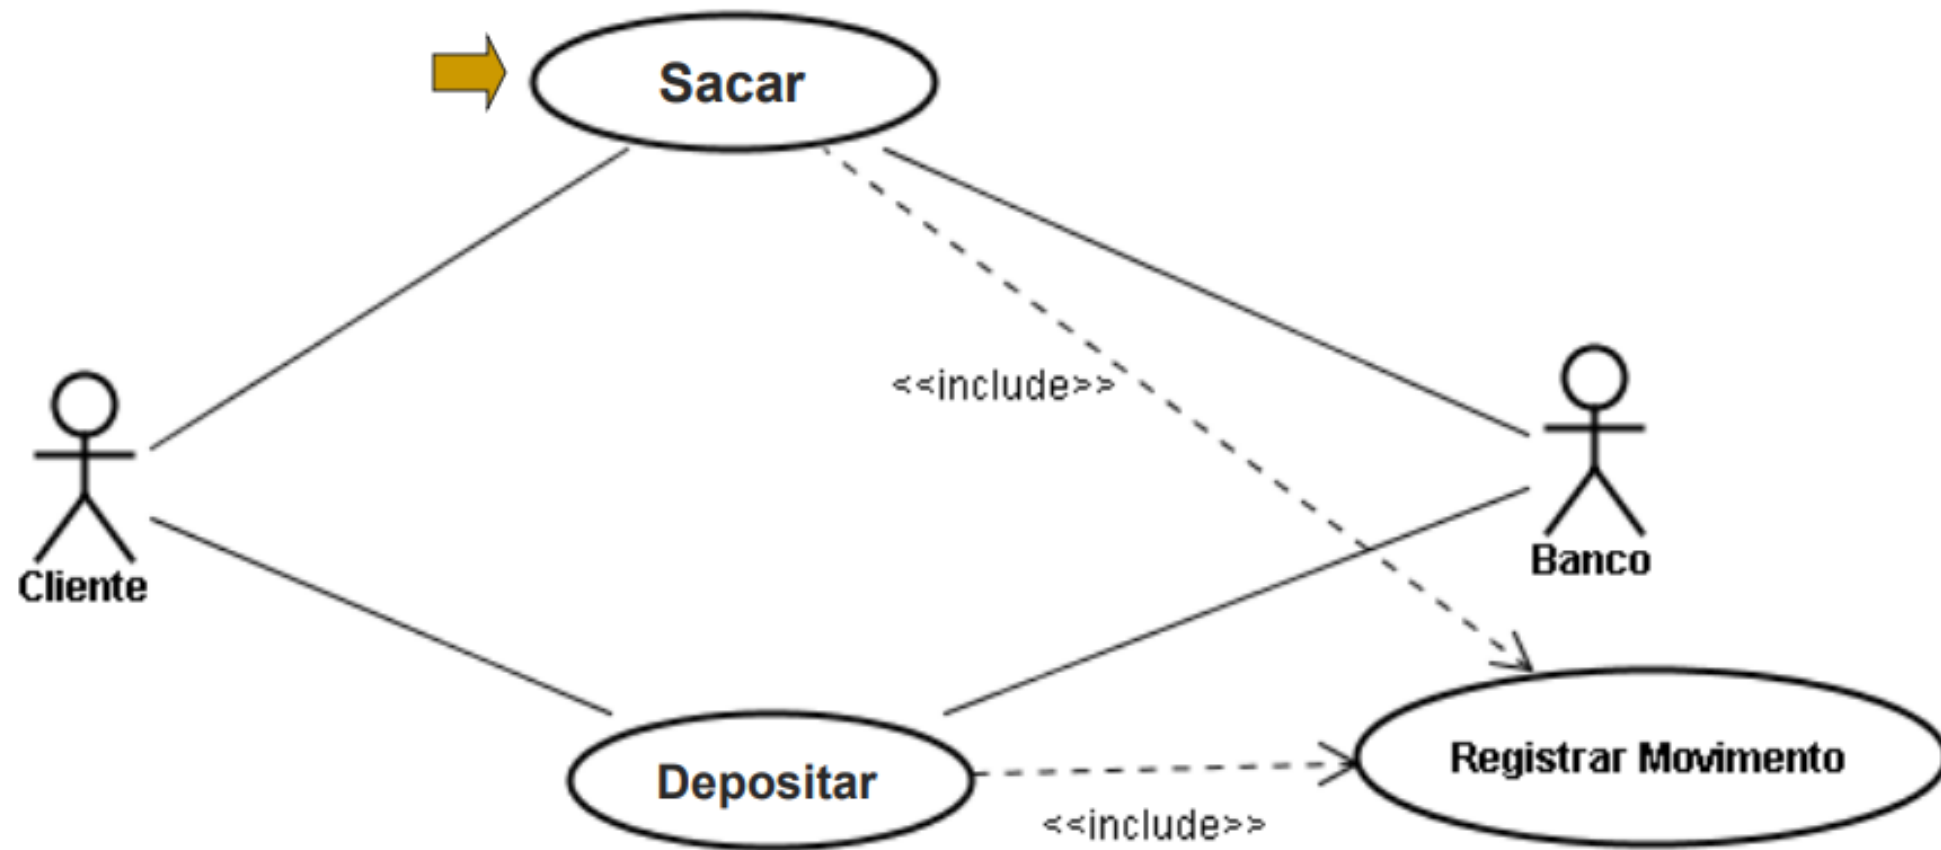 Sacar
<<include>>
Banco
Cliente
Depositar
Registrar Movimento
<<include>>